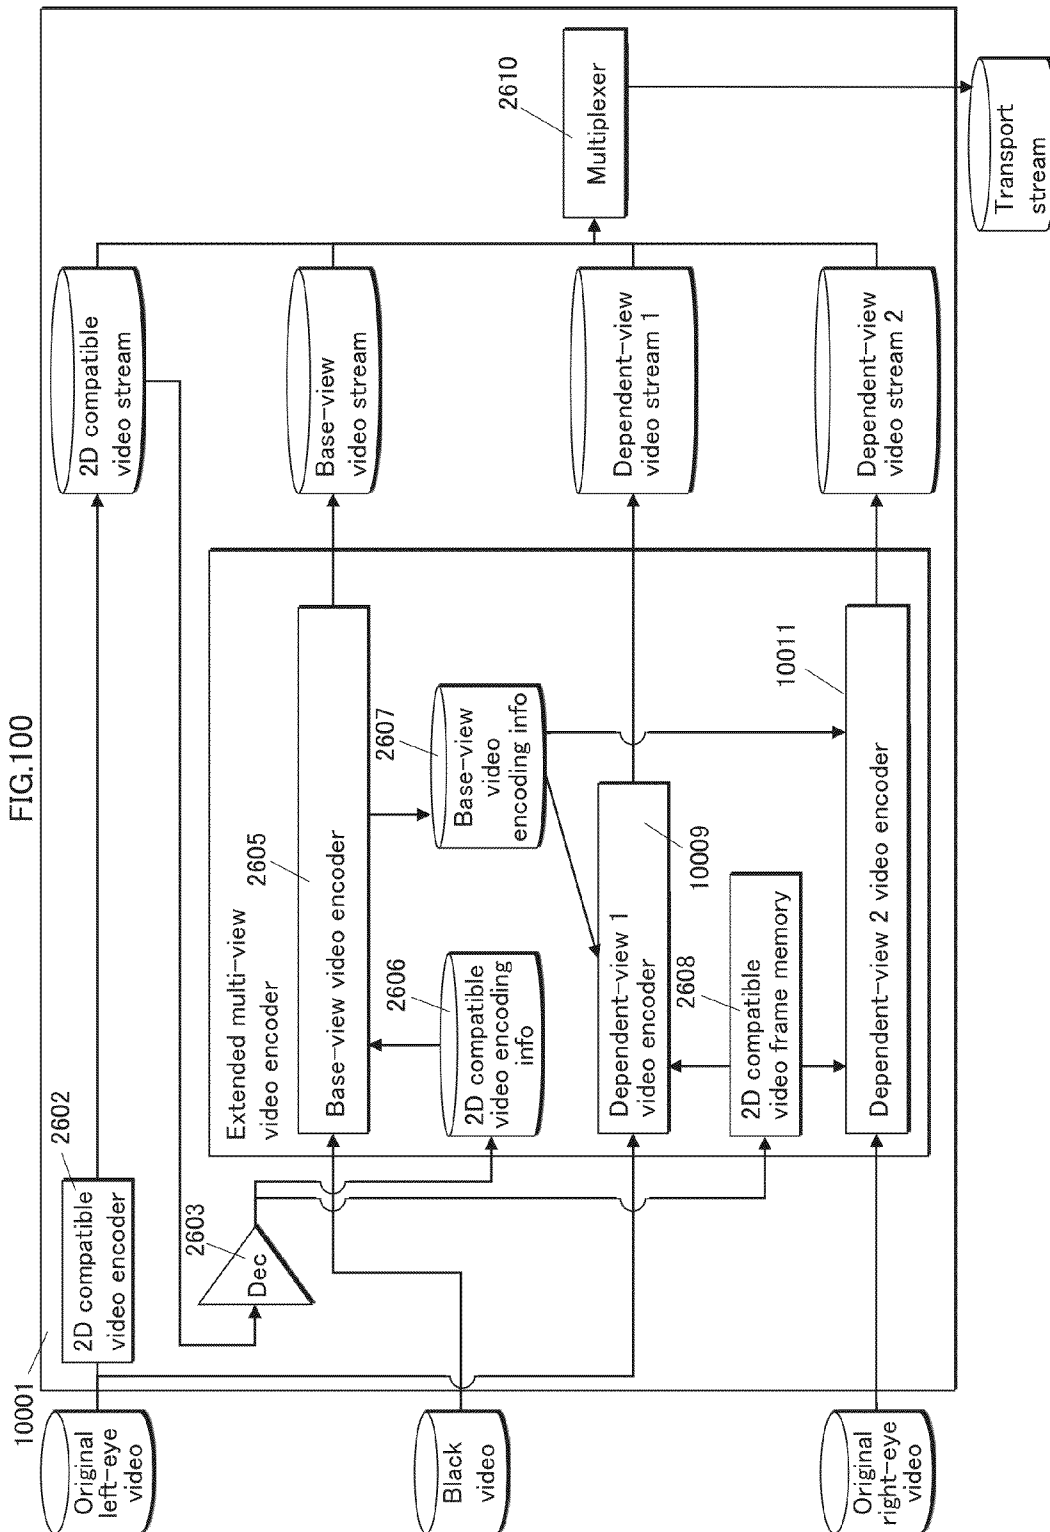 FIG.100
10001
Original
left-eye
video
2D compatible
video encoder
2602
2D compatible
video stream
2603
Dec
Extended multi-view
video encoder
Base-view video encoder
2605
Base-view
video stream
2D compatible
video encoding
info
2606
Base-view
video
encoding info
2607
Black
video
Dependent-view 1
video encoder
10009
Dependent-view
video stream 1
2D compatible
video frame memory
2608
Dependent-view 2 video encoder
10011
Dependent-view
video stream 2
Original
right-eye
video
Multiplexer
2610
Transport
stream